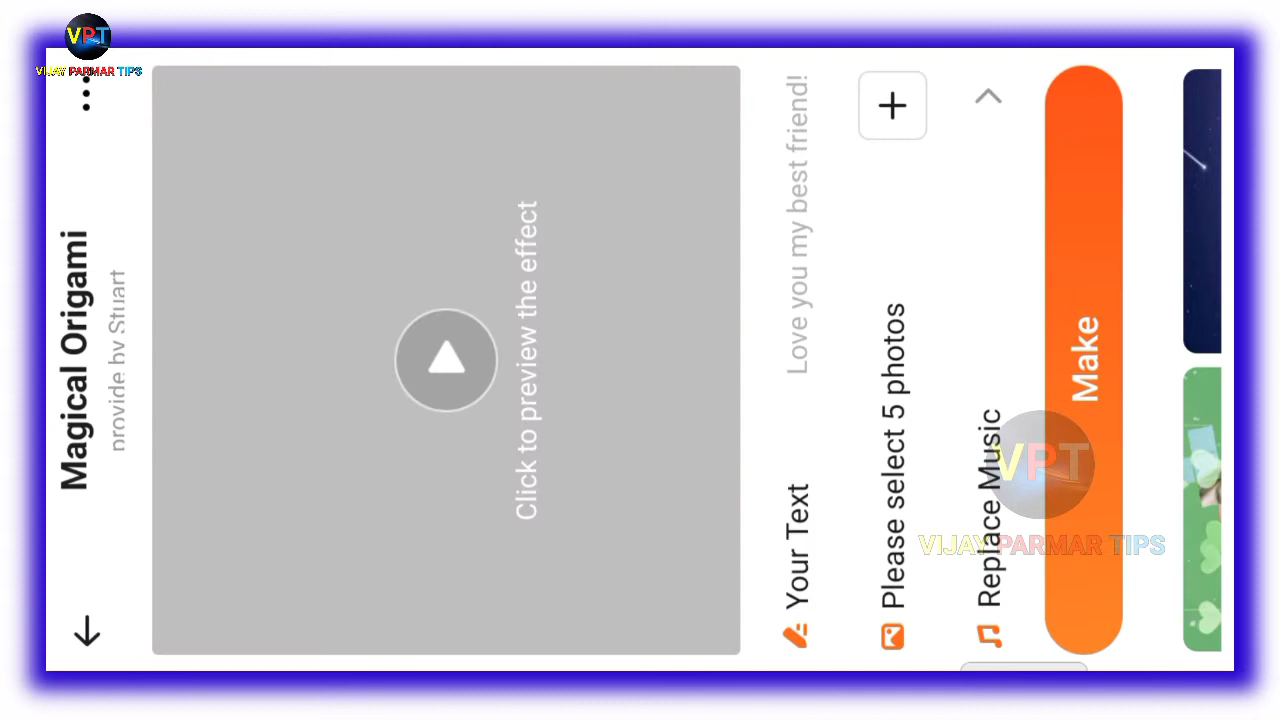 VPT
VIJAY PARMAR TIPS
Magical Origami
provide by Stuart
Click to preview the effect
Your Text
Love you my best friend!
Please select 5 photos
Replace Music
Make
VPT
VIJAY PARMAR TIPS